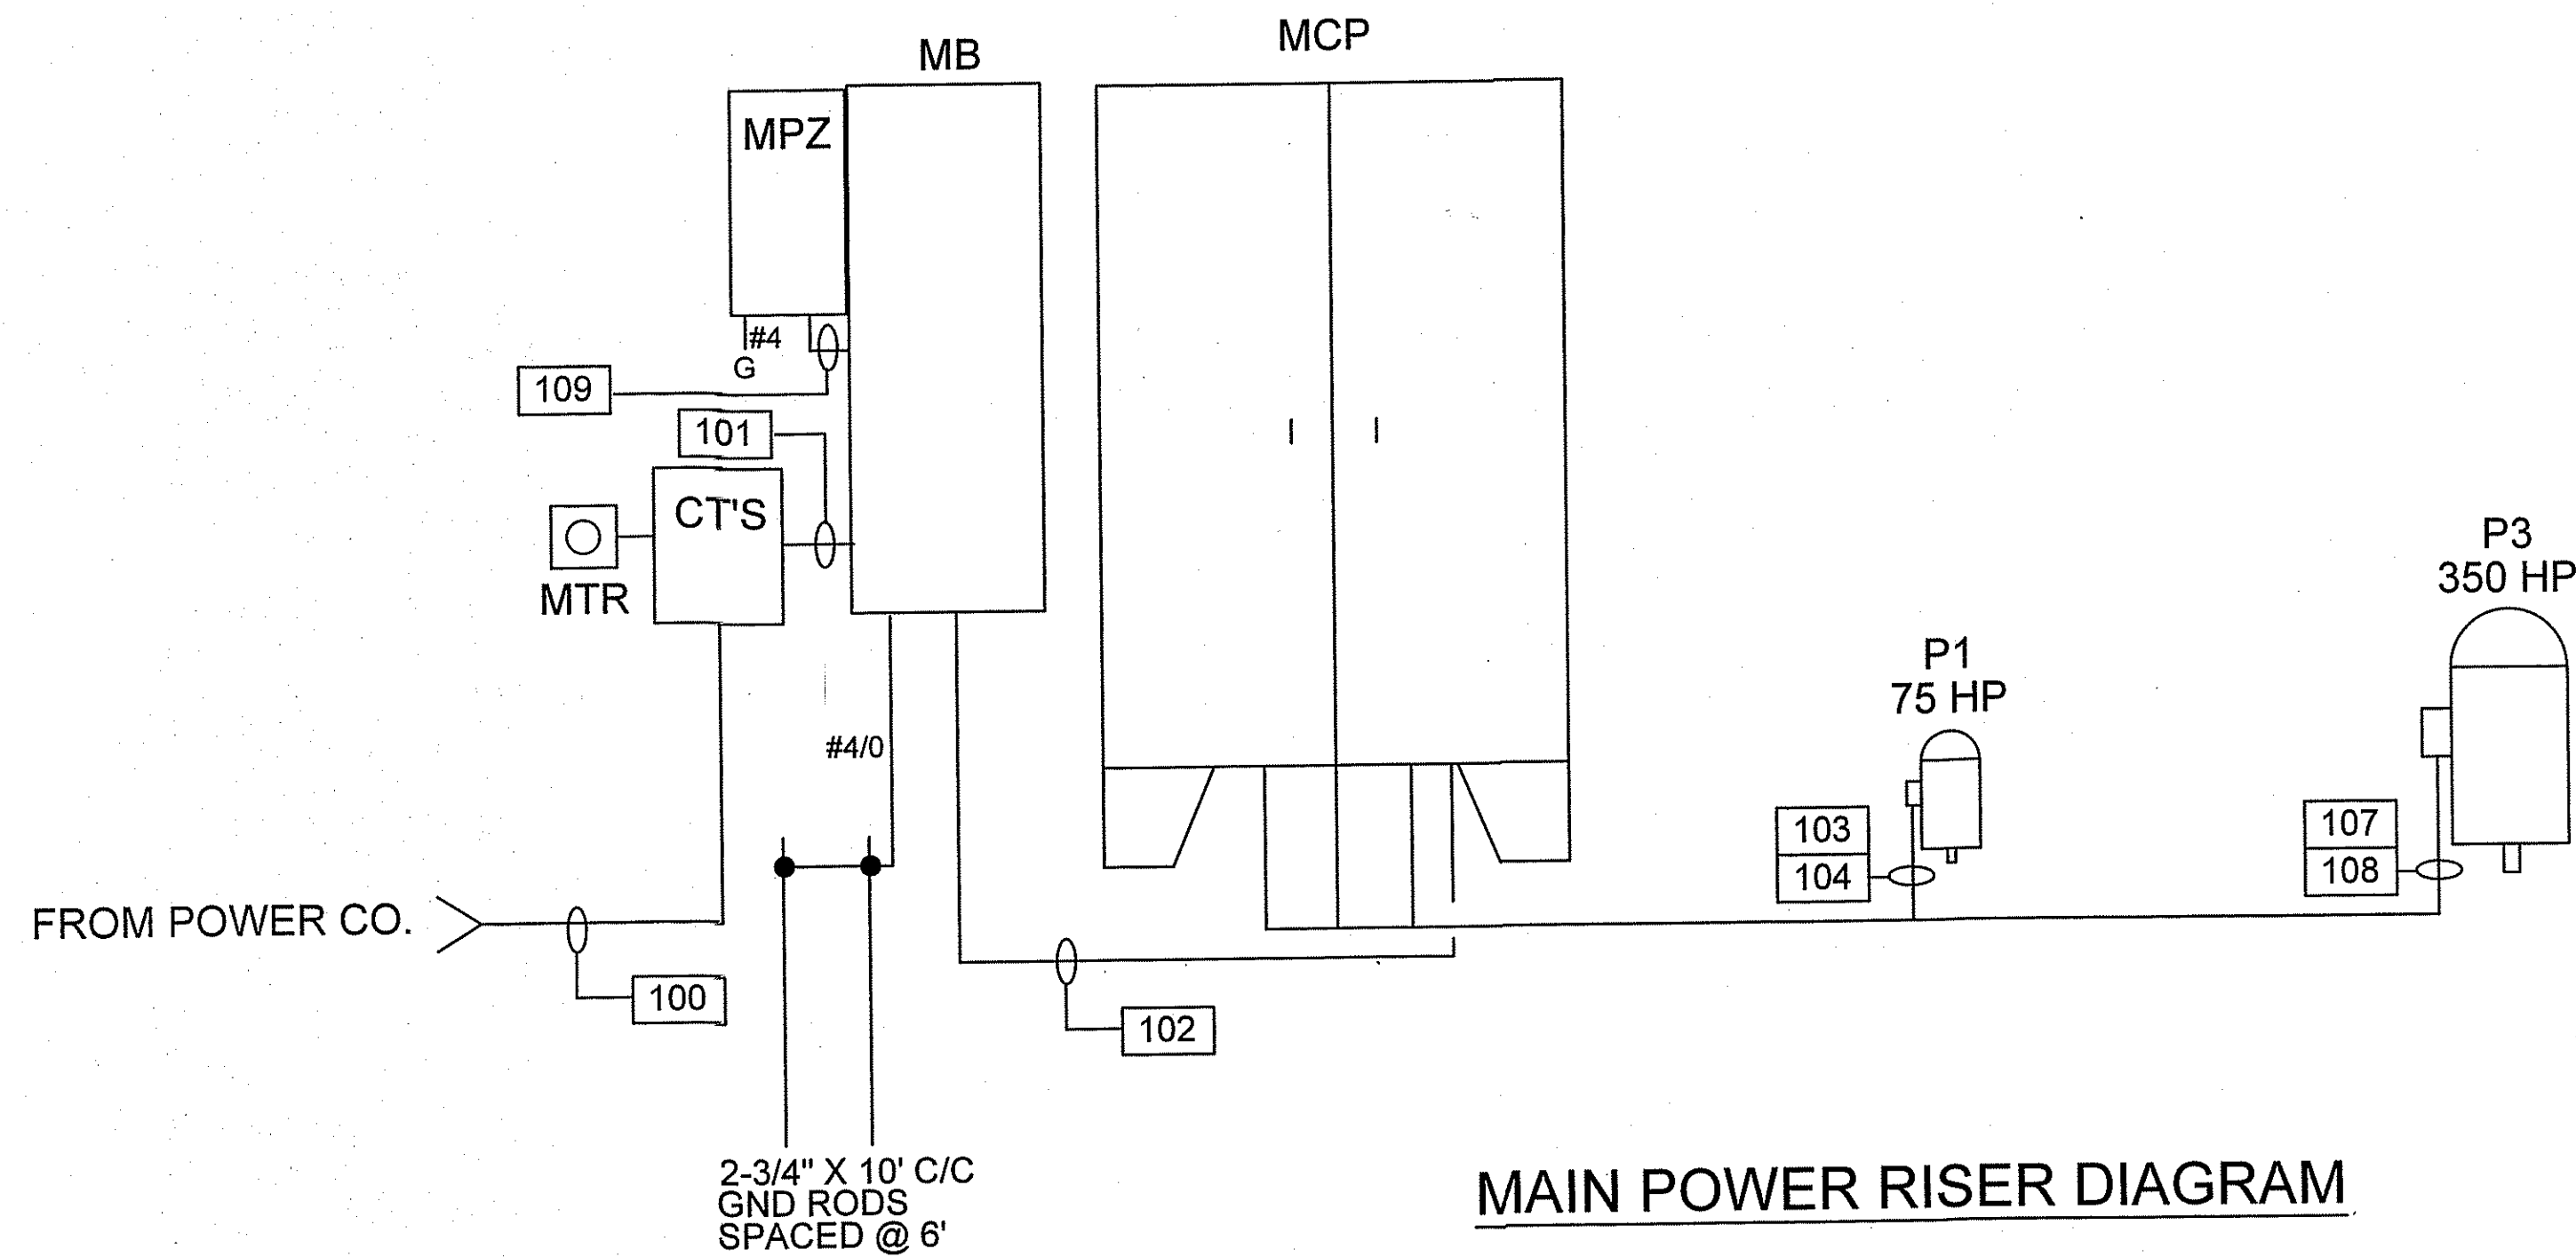 MCP
MB
MPZ
#4
G
109
101
CT'S
MTR
P3
350 HP
P1
75 HP
#4/0
103
104
107
108
FROM POWER CO.
100
102
2-3/4" X 10' C/C
GND RODS
SPACED @ 6'
MAIN POWER RISER DIAGRAM